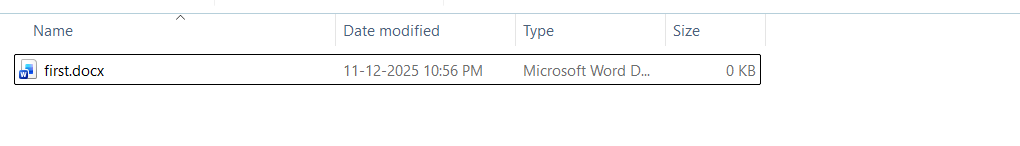 Name Date modified Type Size
first.docx 11-12-2025 10:56 PM Microsoft Word D... 0 KB